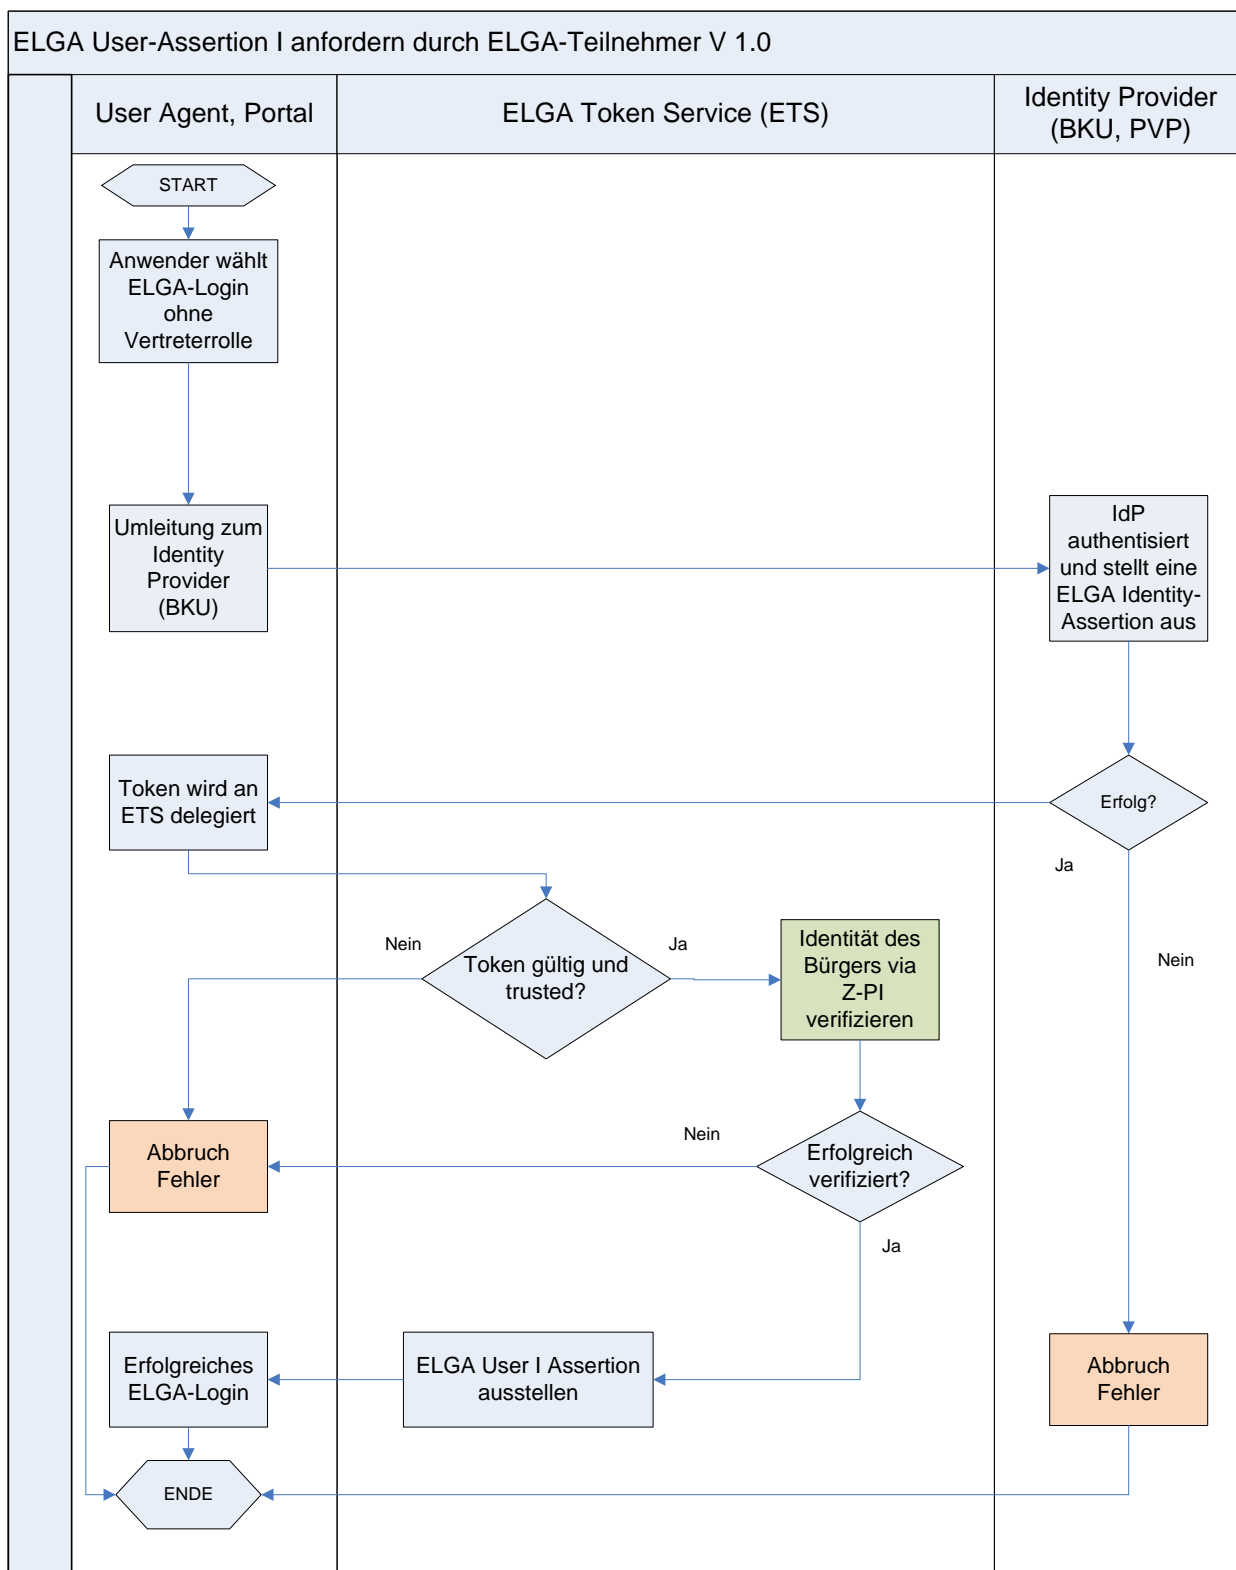 ELGA User-Assertion I anfordern durch ELGA-Teilnehmer V 1.0
User Agent, Portal
ELGA Token Service (ETS)
Identity Provider
(BKU, PVP)
START
Anwender wählt
ELGA-Login
ohne
Vertreterrolle
Umleitung zum
Identity
Provider
(BKU)
IdP
authentisiert
und stellt eine
ELGA Identity-
Assertion aus
Token wird an
ETS delegiert
Erfolg?
Ja
Nein
Nein
Ja
Token gültig und
trusted?
Identität des
Bürgers via
Z-PI
verifizieren
Abbruch
Fehler
Nein
Erfolgreich
verifiziert?
Ja
Erfolgreiches
ELGA-Login
ELGA User I Assertion
ausstellen
Abbruch
Fehler
ENDE